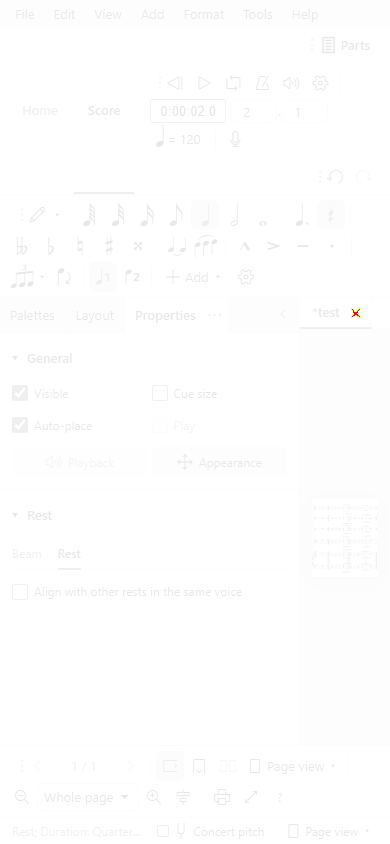 File Edit View Add Format Tools Help
Parts
Home Score 0:00:02.0 2 . 1
= 120
Add
Palettes Layout Properties *test
General
Visible Cue size
Auto-place Play
Playback Appearance
Rest
Beam Rest
Align with other rests in the same voice
1 / 1 Page view
Whole page ?
Rest; Duration: Quarter... Concert pitch Page view